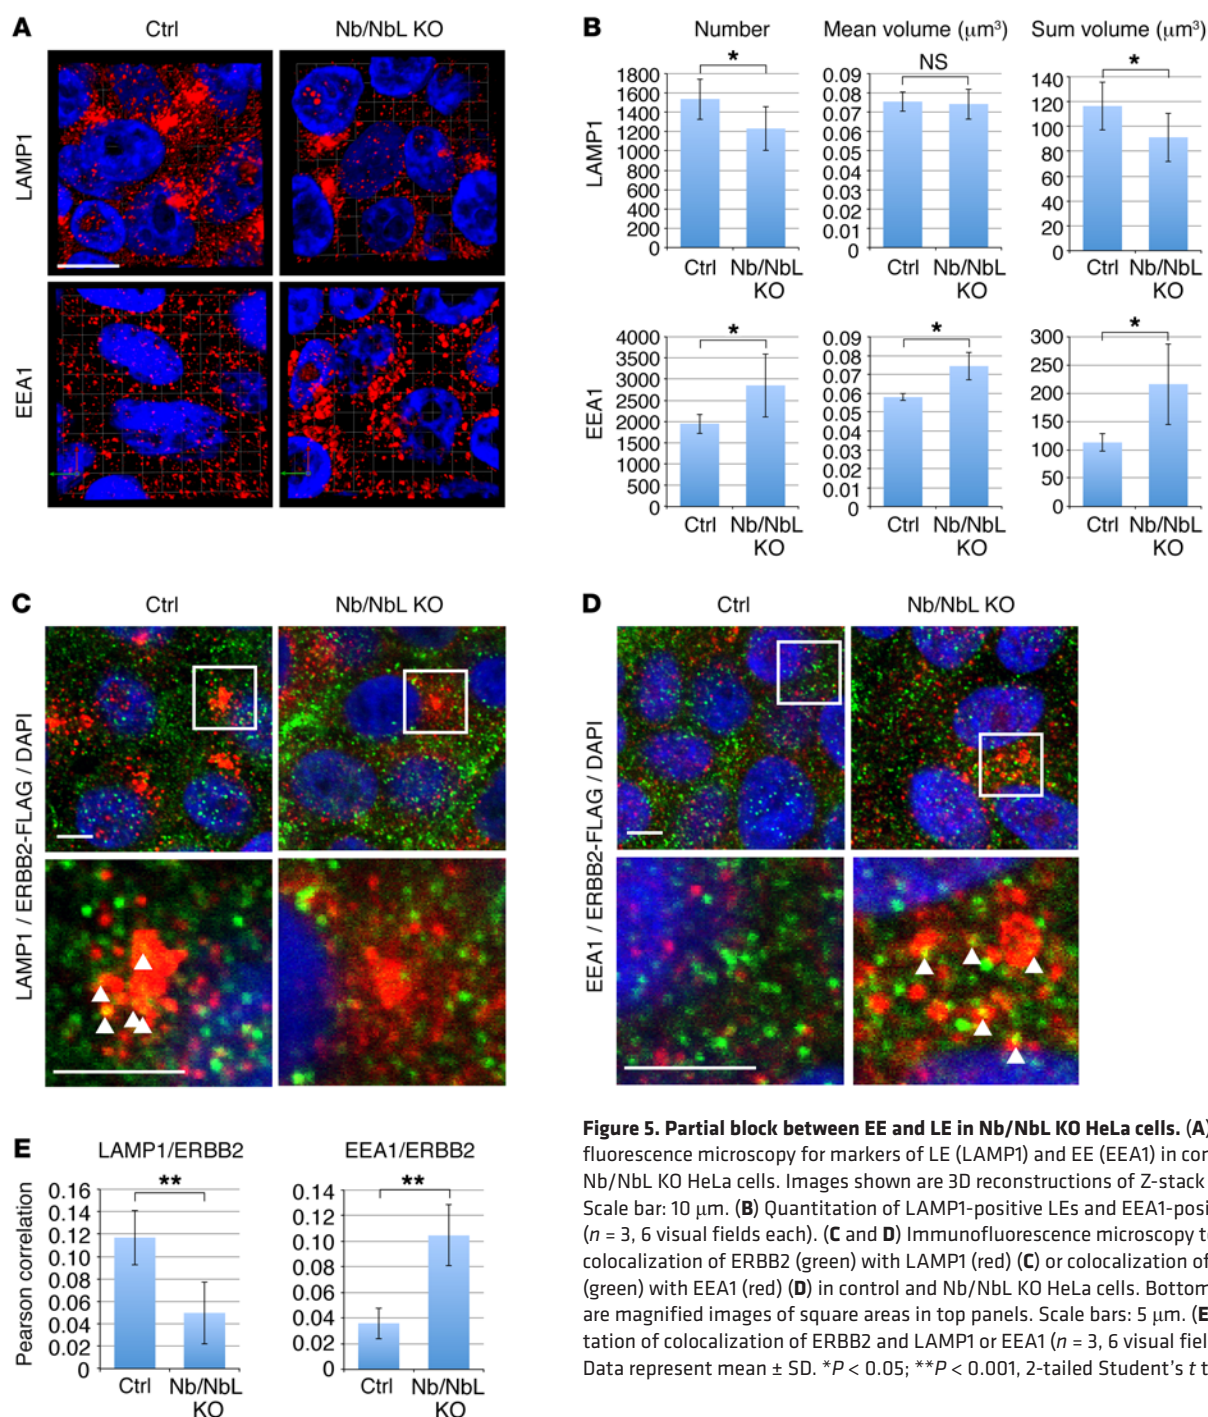 A
Ctrl
Nb/NbL KO
LAMP1
EEA1
B
Number
Mean volume (μm³)
Sum volume (μm³)
LAMP1
*
1800
1600
1400
1200
1000
800
600
400
200
0
Ctrl
Nb/NbL
KO
NS
0.09
0.08
0.07
0.06
0.05
0.04
0.03
0.02
0.01
0
Ctrl
Nb/NbL
KO
*
140
120
100
80
60
40
20
0
Ctrl
Nb/NbL
KO
EEA1
*
4000
3500
3000
2500
2000
1500
1000
500
0
Ctrl
Nb/NbL
KO
*
0.09
0.08
0.07
0.06
0.05
0.04
0.03
0.02
0.01
0
Ctrl
Nb/NbL
KO
*
300
250
200
150
100
50
0
Ctrl
Nb/NbL
KO
C
Ctrl
Nb/NbL KO
LAMP1 / ERBB2-FLAG / DAPI
D
Ctrl
Nb/NbL KO
EEA1 / ERBB2-FLAG / DAPI
E
LAMP1/ERBB2
EEA1/ERBB2
Pearson correlation
**
0.16
0.14
0.12
0.10
0.08
0.06
0.04
0.02
0
Ctrl
Nb/NbL
KO
**
0.14
0.12
0.10
0.08
0.06
0.04
0.02
0
Ctrl
Nb/NbL
KO
Figure 5. Partial block between EE and LE in Nb/NbL KO HeLa cells. (A)
fluorescence microscopy for markers of LE (LAMP1) and EE (EEA1) in con
Nb/NbL KO HeLa cells. Images shown are 3D reconstructions of Z-stack
Scale bar: 10 μm. (B) Quantitation of LAMP1-positive LEs and EEA1-posi
(n = 3, 6 visual fields each). (C and D) Immunofluorescence microscopy t
colocalization of ERBB2 (green) with LAMP1 (red) (C) or colocalization of
(green) with EEA1 (red) (D) in control and Nb/NbL KO HeLa cells. Bottom
are magnified images of square areas in top panels. Scale bars: 5 μm. (E
tation of colocalization of ERBB2 and LAMP1 or EEA1 (n = 3, 6 visual fiel
Data represent mean ± SD. *P < 0.05; **P < 0.001, 2-tailed Student's t t